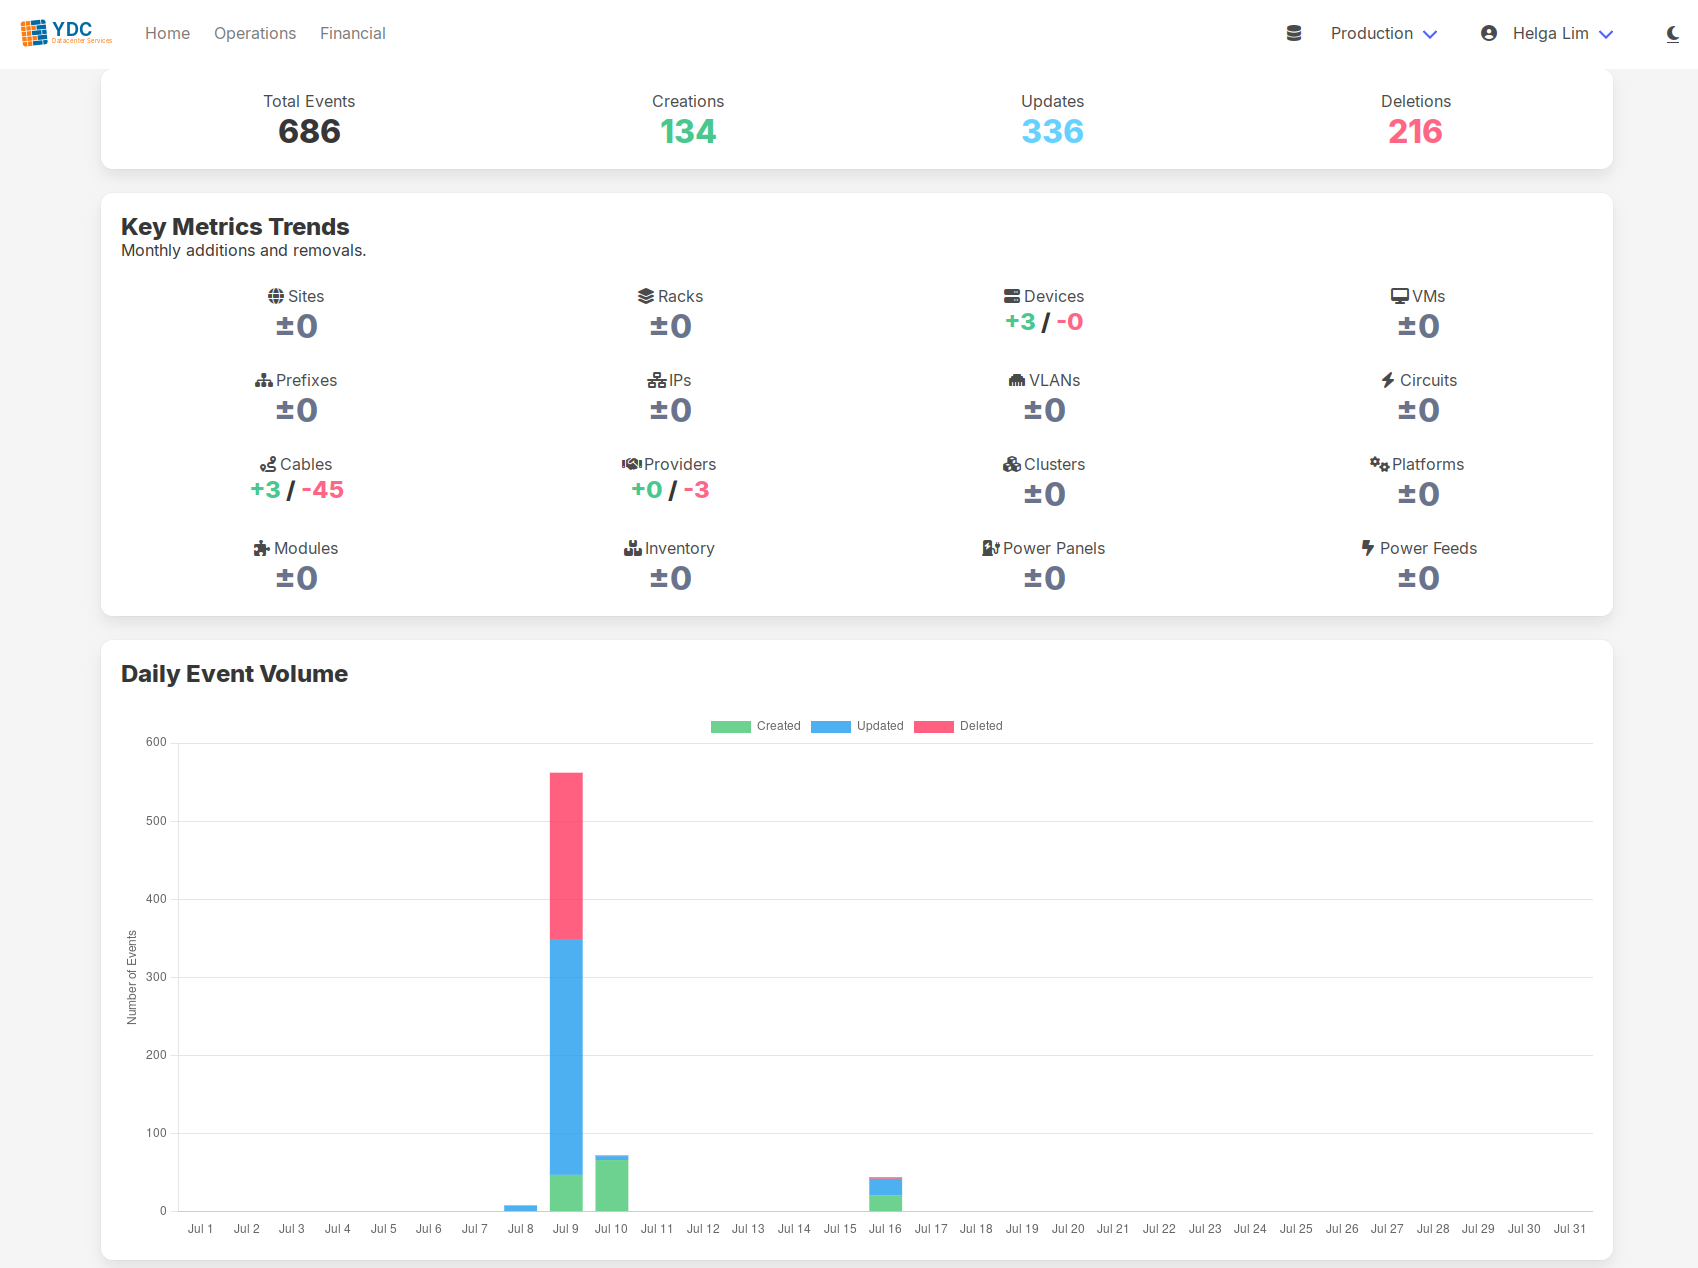 YDC
Datacenter Services
Home Operations Financial Production Helga Lim
Total Events Creations Updates Deletions
686 134 336 216
Key Metrics Trends
Monthly additions and removals.
Sites Racks Devices VMs
±0 ±0 +3 / -0 ±0
Prefixes IPs VLANs Circuits
±0 ±0 ±0 ±0
Cables Providers Clusters Platforms
+3 / -45 +0 / -3 ±0 ±0
Modules Inventory Power Panels Power Feeds
±0 ±0 ±0 ±0
Daily Event Volume
Created Updated Deleted
600
500
400
300
200
100
0
Number of Events
Jul 1 Jul 2 Jul 3 Jul 4 Jul 5 Jul 6 Jul 7 Jul 8 Jul 9 Jul 10 Jul 11 Jul 12 Jul 13 Jul 14 Jul 15 Jul 16 Jul 17 Jul 18 Jul 19 Jul 20 Jul 21 Jul 22 Jul 23 Jul 24 Jul 25 Jul 26 Jul 27 Jul 28 Jul 29 Jul 30 Jul 31